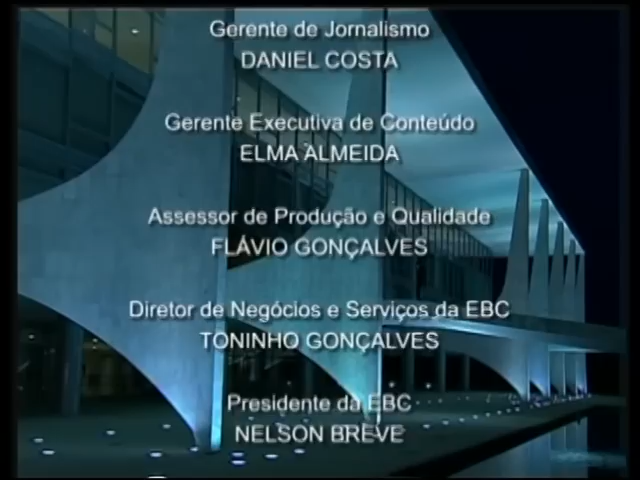 Gerente de Jornalismo
DANIEL COSTA
Gerente Executiva de Conteúdo
ELMA ALMEIDA
Assessor de Produção e Qualidade
FLÁVIO GONÇALVES
Diretor de Negócios e Serviços da EBC
TONINHO GONÇALVES
Presidente da EBC
NELSON BREVE